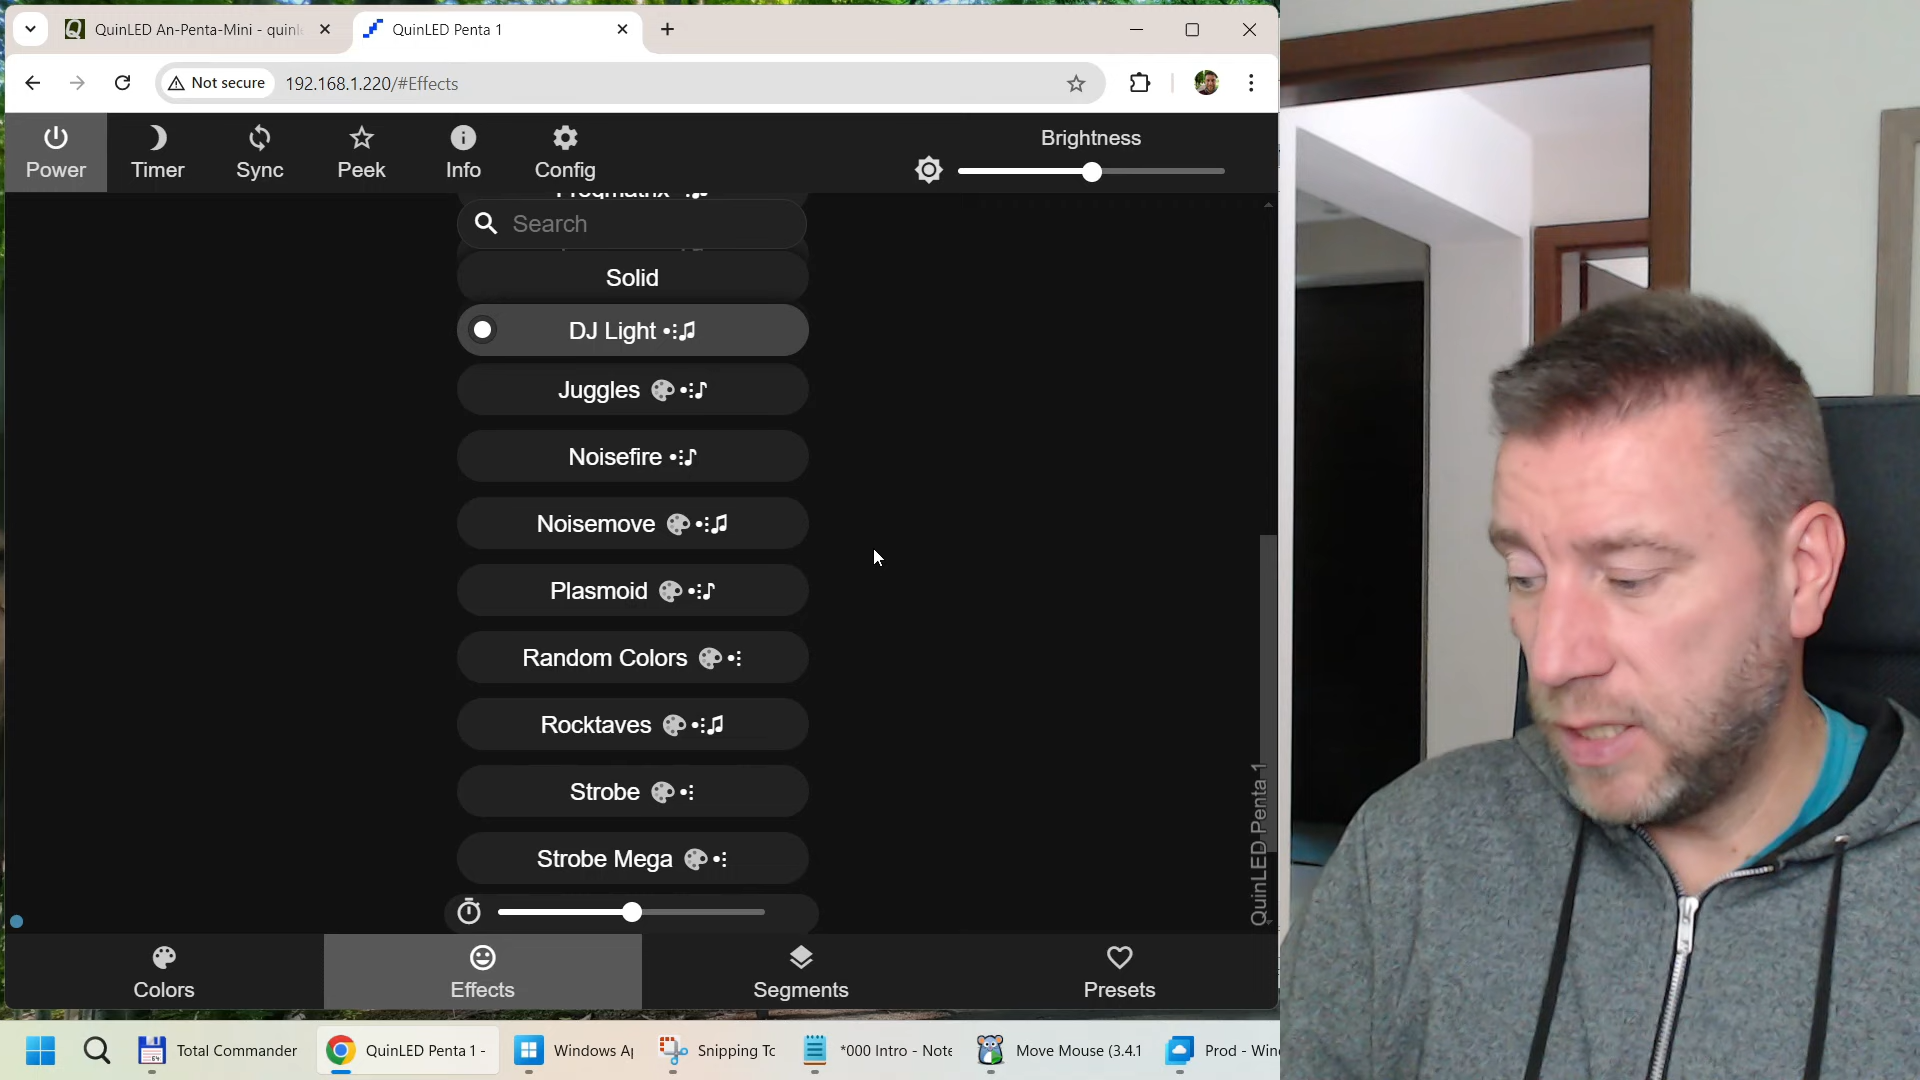 QuinLED An-Penta-Mini - quinl
QuinLED Penta 1
Not secure
192.168.1.220/#Effects
Power
Timer
Sync
Peek
Info
Config
Brightness
Search
Solid
DJ Light
Juggles
Noisefire
Noisemove
Plasmoid
Random Colors
Rocktaves
Strobe
Strobe Mega
QuinLED Penta 1
Colors
Effects
Segments
Presets
64
Total Commander
QuinLED Penta 1 -
Windows Ap
Snipping To
*000 Intro - Note
Move Mouse (3.4.1
Prod - Win